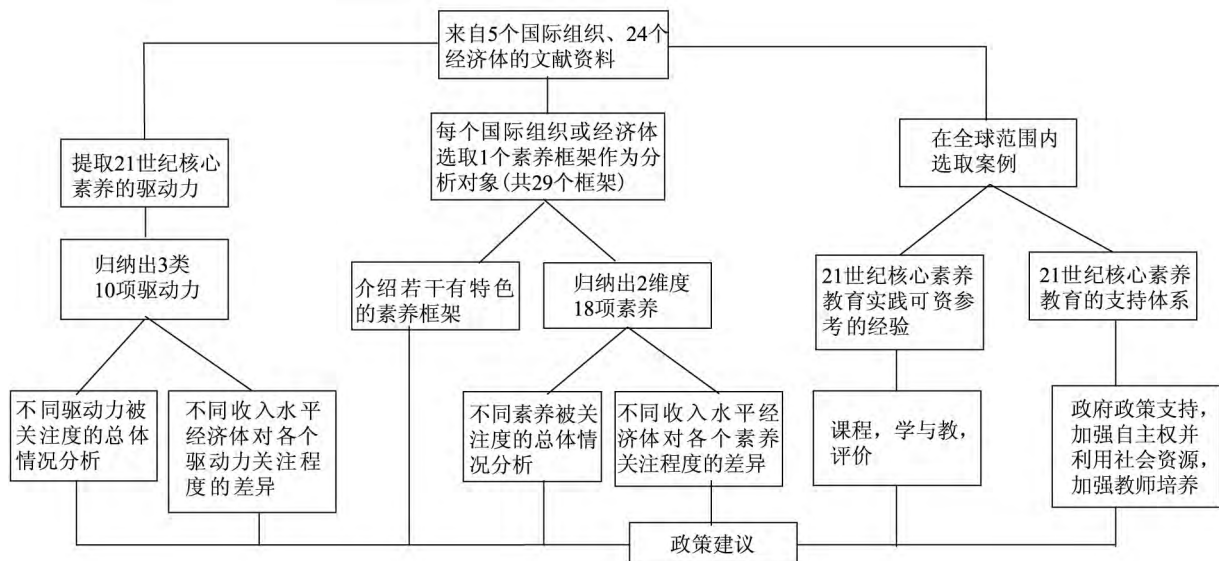 来自5个国际组织、24个
经济体的文献资料
提取21世纪核心
素养的驱动力
每个国际组织或经济体
选取1个素养框架作为分
析对象(共29个框架)
在全球范围内
选取案例
归纳出3类
10项驱动力
介绍若干有特色
的素养框架
归纳出2维度
18项素养
21世纪核心素养
教育实践可资参
考的经验
21世纪核心素养
教育的支持体系
不同驱动力被
关注度的总体
情况分析
不同收入水平
经济体对各个
驱动力关注程
度的差异
不同素养被关
注度的总体情
况分析
不同收入水平经
济体对各个素养
关注程度的差异
课程，学与教，
评价
政府政策支持，
加强自主权并
利用社会资源，
加强教师培养
政策建议